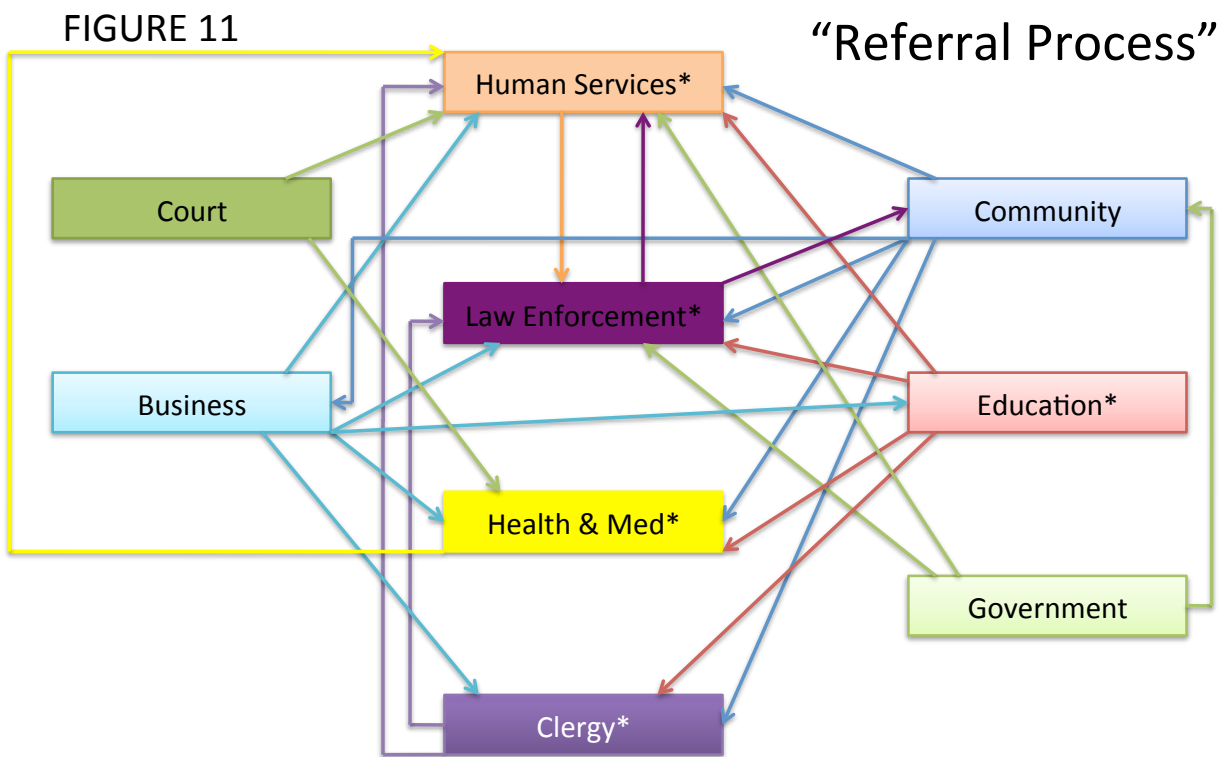 FIGURE 11
“Referral Process”
Human Services*
Court
Community
Law Enforcement*
Business
Education*
Health & Med*
Government
Clergy*